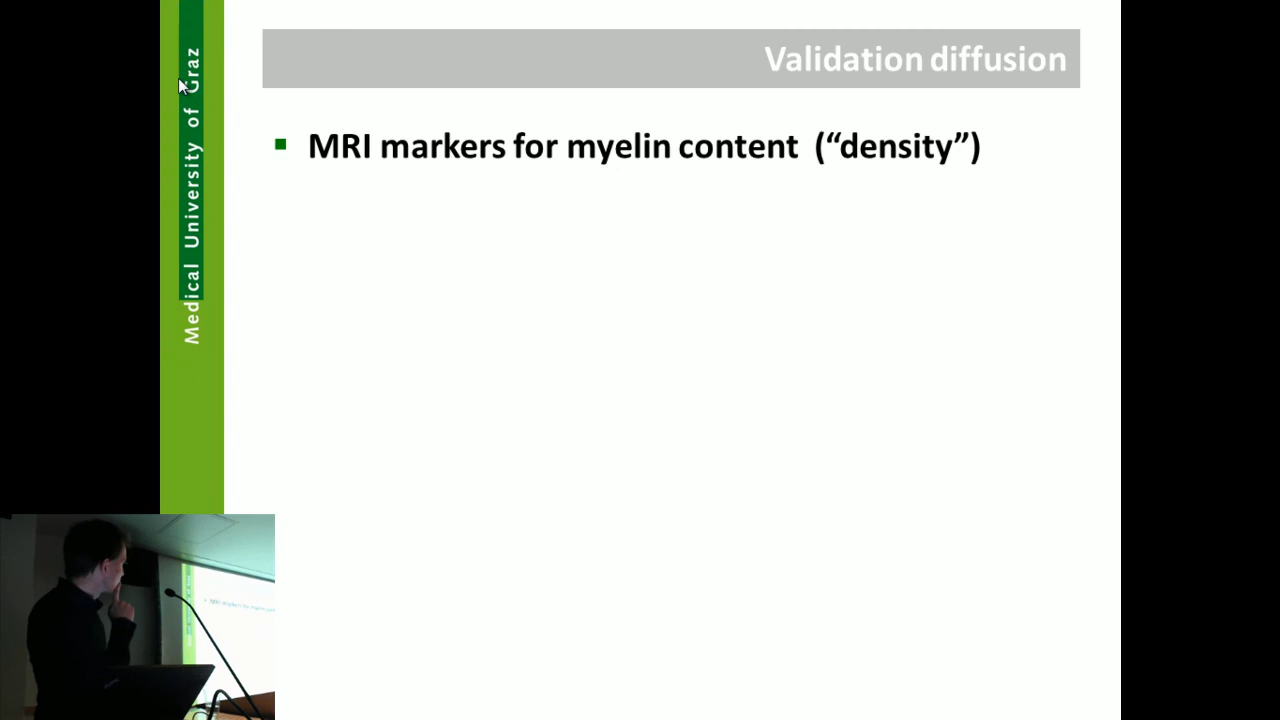 Validation diffusion
MRI markers for myelin content (“density”)
Medical University of Graz